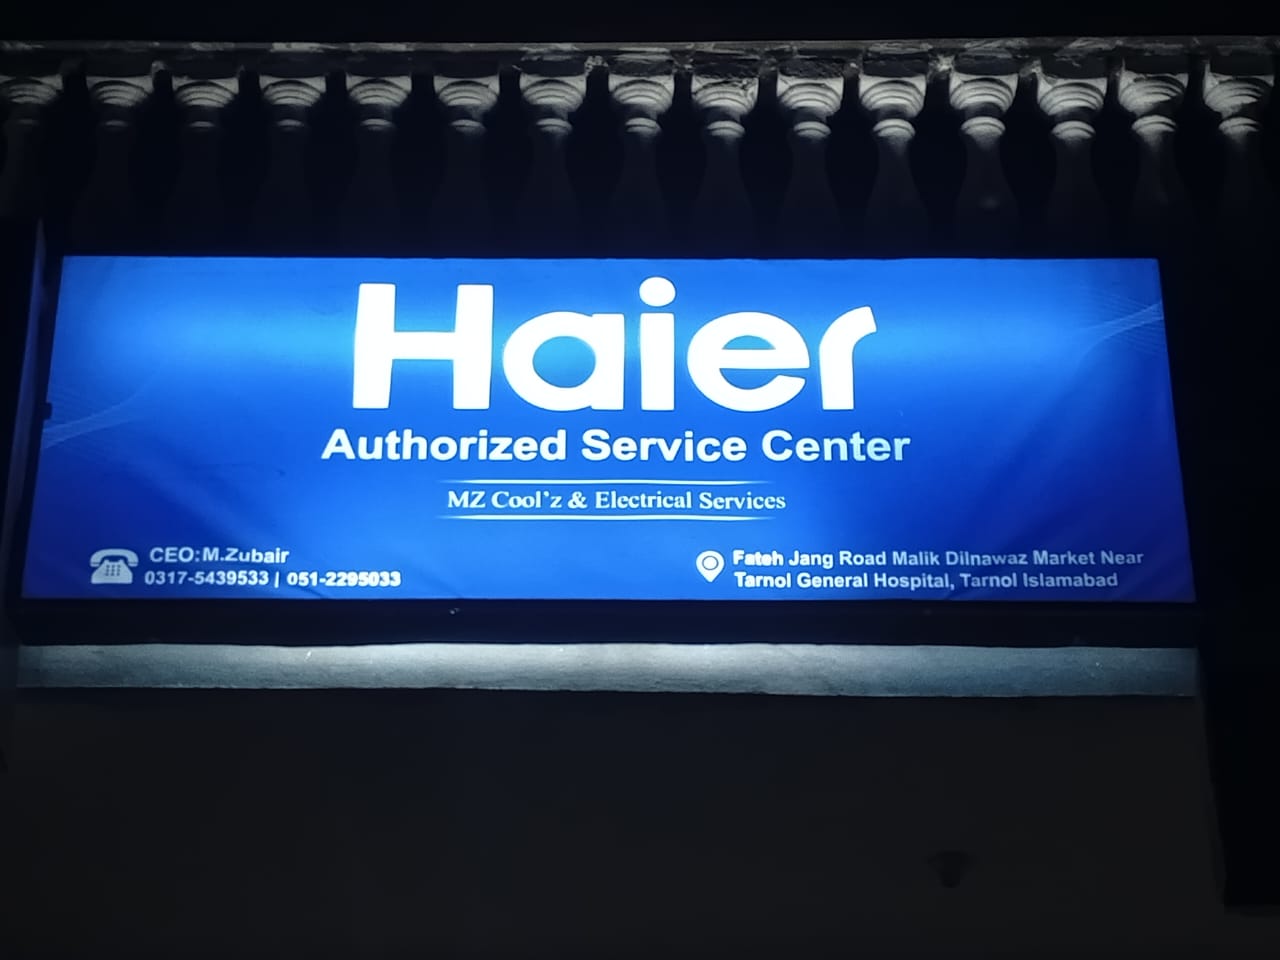 Haier
Authorized Service Center
MZ Cool'z & Electrical Services
CEO:M.Zubair
0317-5439533 | 051-2295033
Fateh Jang Road Malik Dilnawaz Market Near
Tarnol General Hospital, Tarnol Islamabad